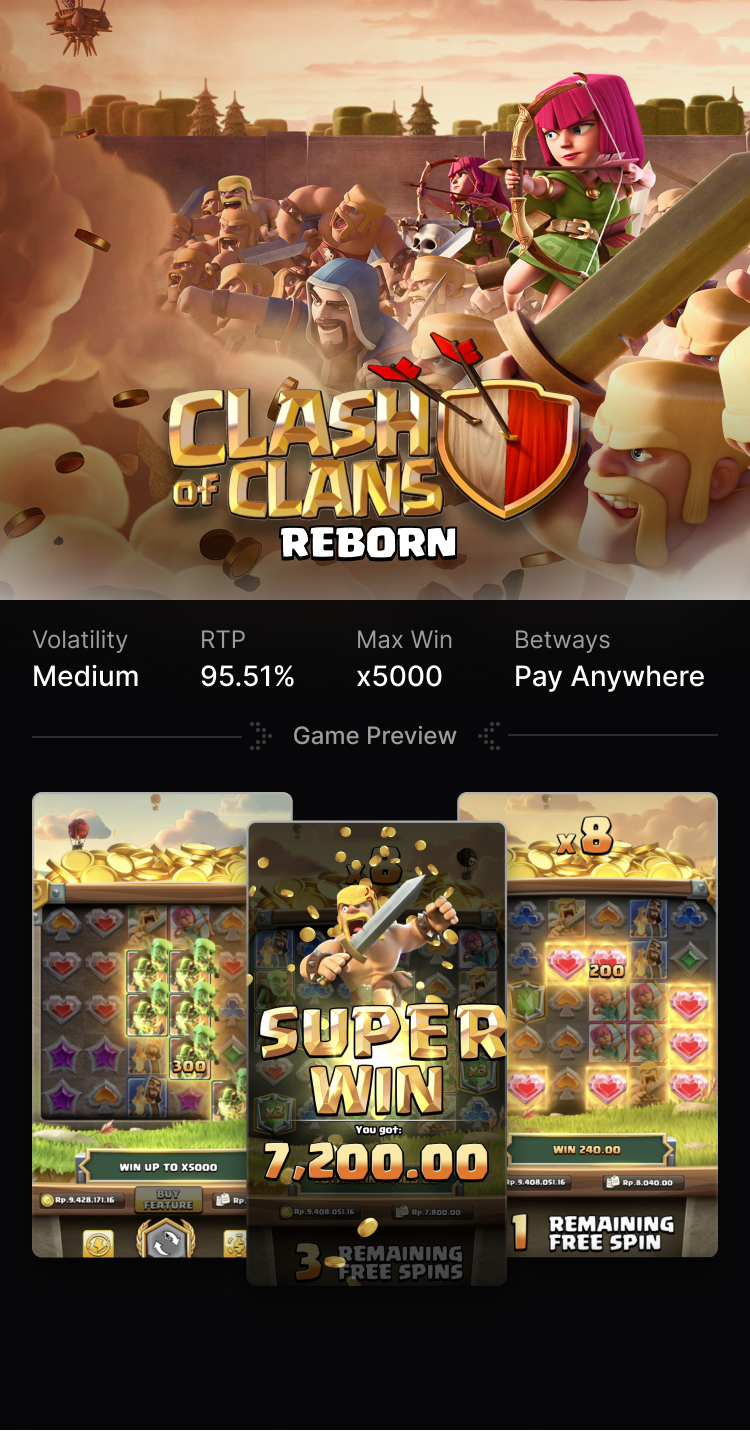 CLASH
OF CLANS
REBORN
Volatility
Medium
RTP
95.51%
Max Win
x5000
Betways
Pay Anywhere
Game Preview
300
WIN UP TO X5000
Rp.9.428.171.16
BUY
FEATURE
Rp.
x8
SUPER
WIN
You got:
7,200.00
Rp.9.408.051.16
Rp.7.800.00
3 REMAINING
FREE SPINS
x8
200
WIN 240.00
Rp.9.408.051.16
Rp.8.040.00
1 REMAINING
FREE SPIN